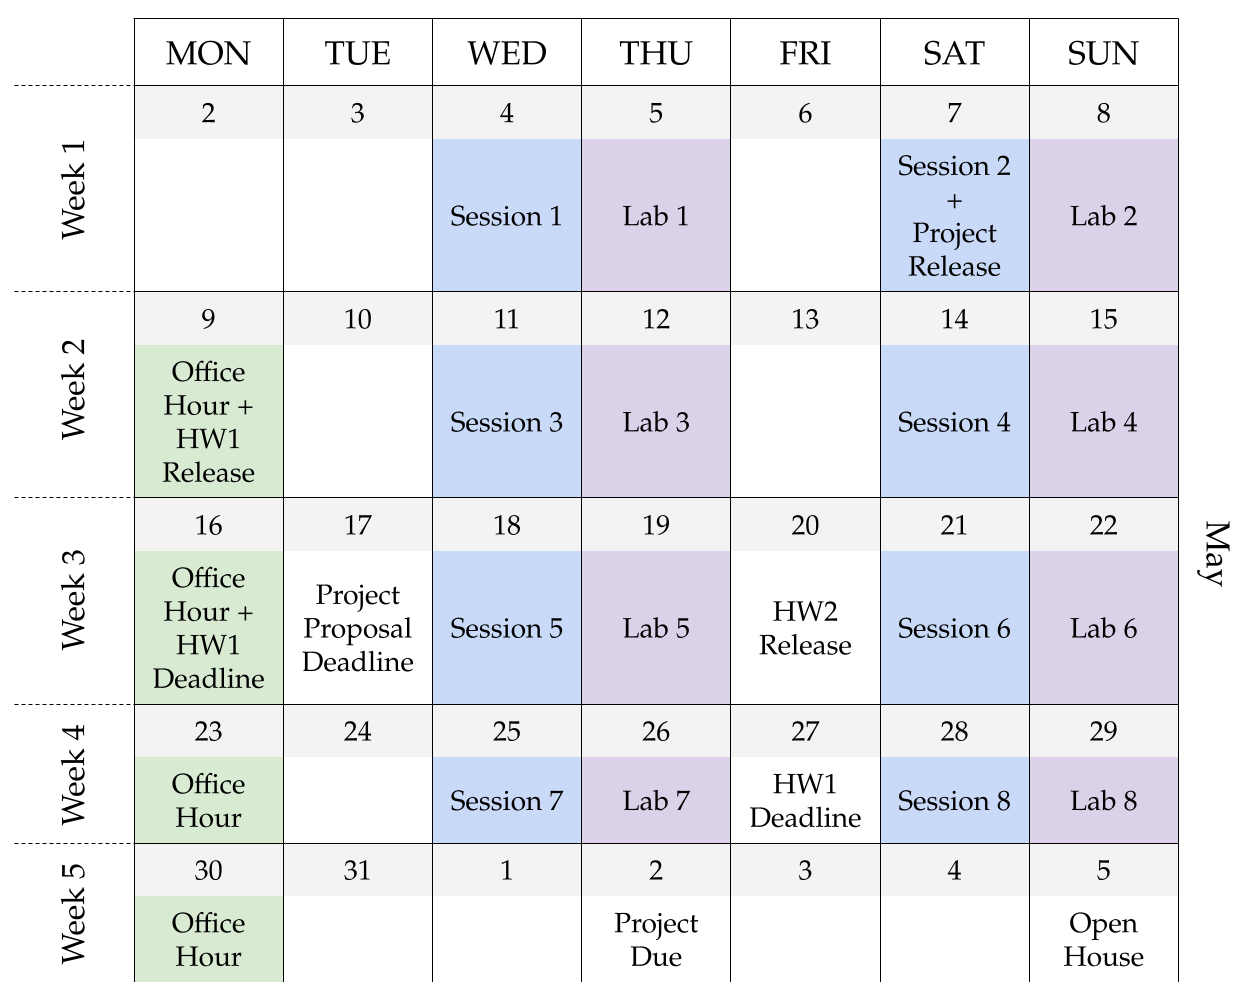 MON TUE WED THU FRI SAT SUN
Week 1
2 3 4 5 6 7 8
Session 1
Lab 1
Session 2
+
Project
Release
Lab 2
Week 2
9 10 11 12 13 14 15
Office
Hour +
HW1
Release
Session 3
Lab 3
Session 4
Lab 4
Week 3
16 17 18 19 20 21 22
Office
Hour +
HW1
Deadline
Project
Proposal
Deadline
Session 5
Lab 5
HW2
Release
Session 6
Lab 6
May
Week 4
23 24 25 26 27 28 29
Office
Hour
Session 7
Lab 7
HW1
Deadline
Session 8
Lab 8
Week 5
30 31 1 2 3 4 5
Office
Hour
Project
Due
Open
House